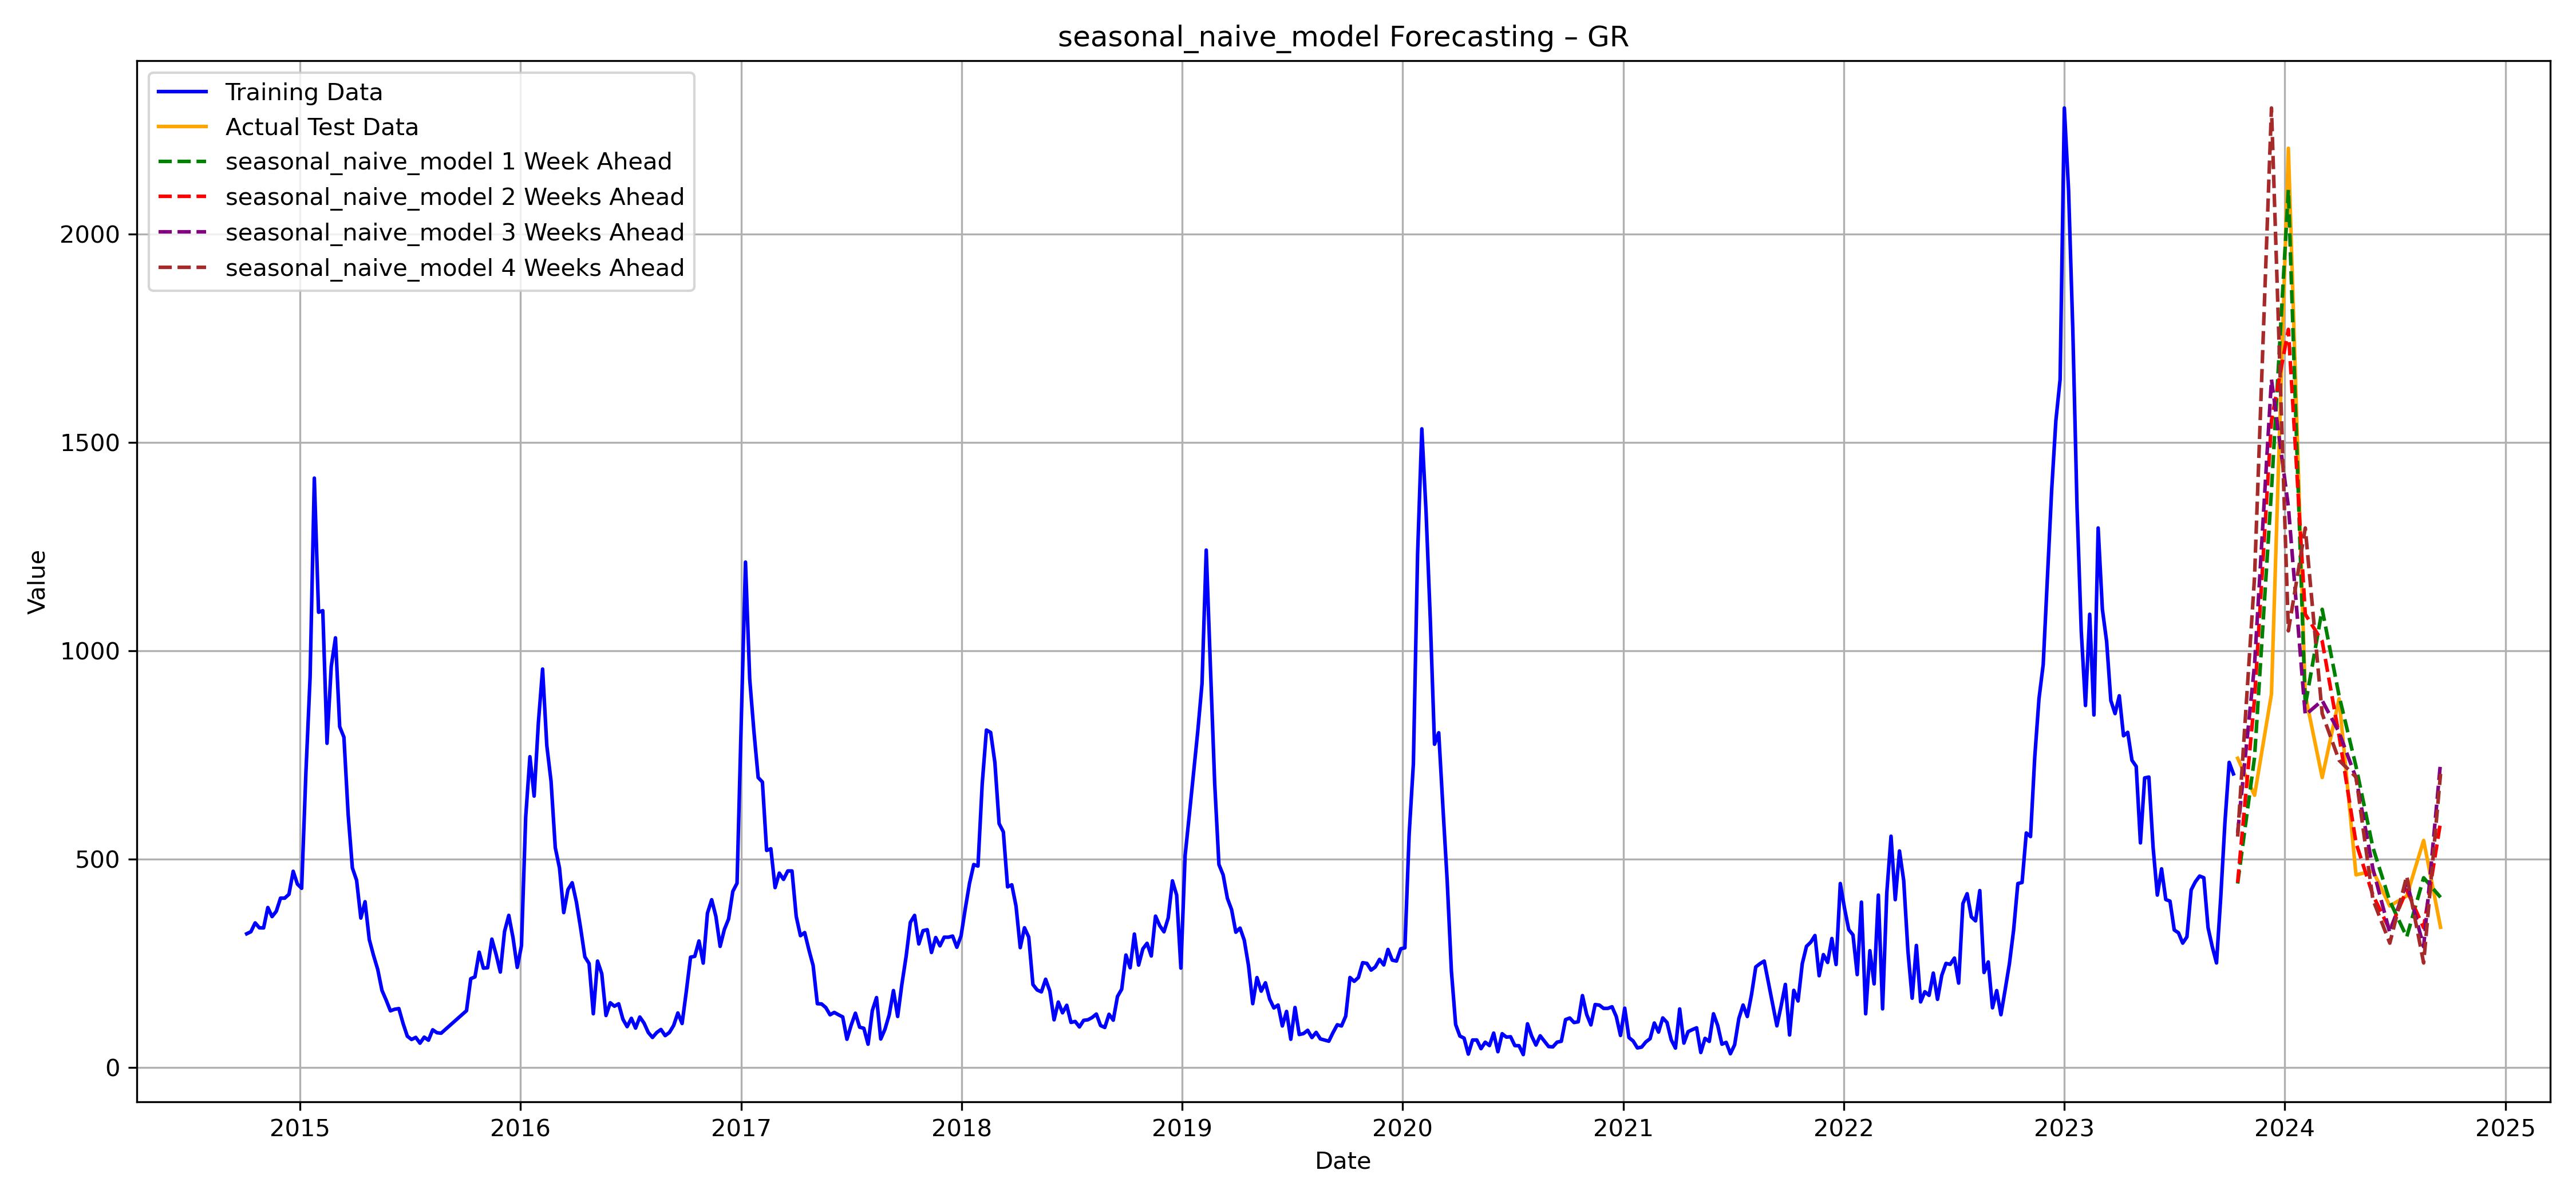 seasonal_naive_model Forecasting – GR
Training Data
Actual Test Data
seasonal_naive_model 1 Week Ahead
seasonal_naive_model 2 Weeks Ahead
seasonal_naive_model 3 Weeks Ahead
seasonal_naive_model 4 Weeks Ahead
Value
2000
1500
1000
500
0
2015 2016 2017 2018 2019 2020 2021 2022 2023 2024 2025
Date